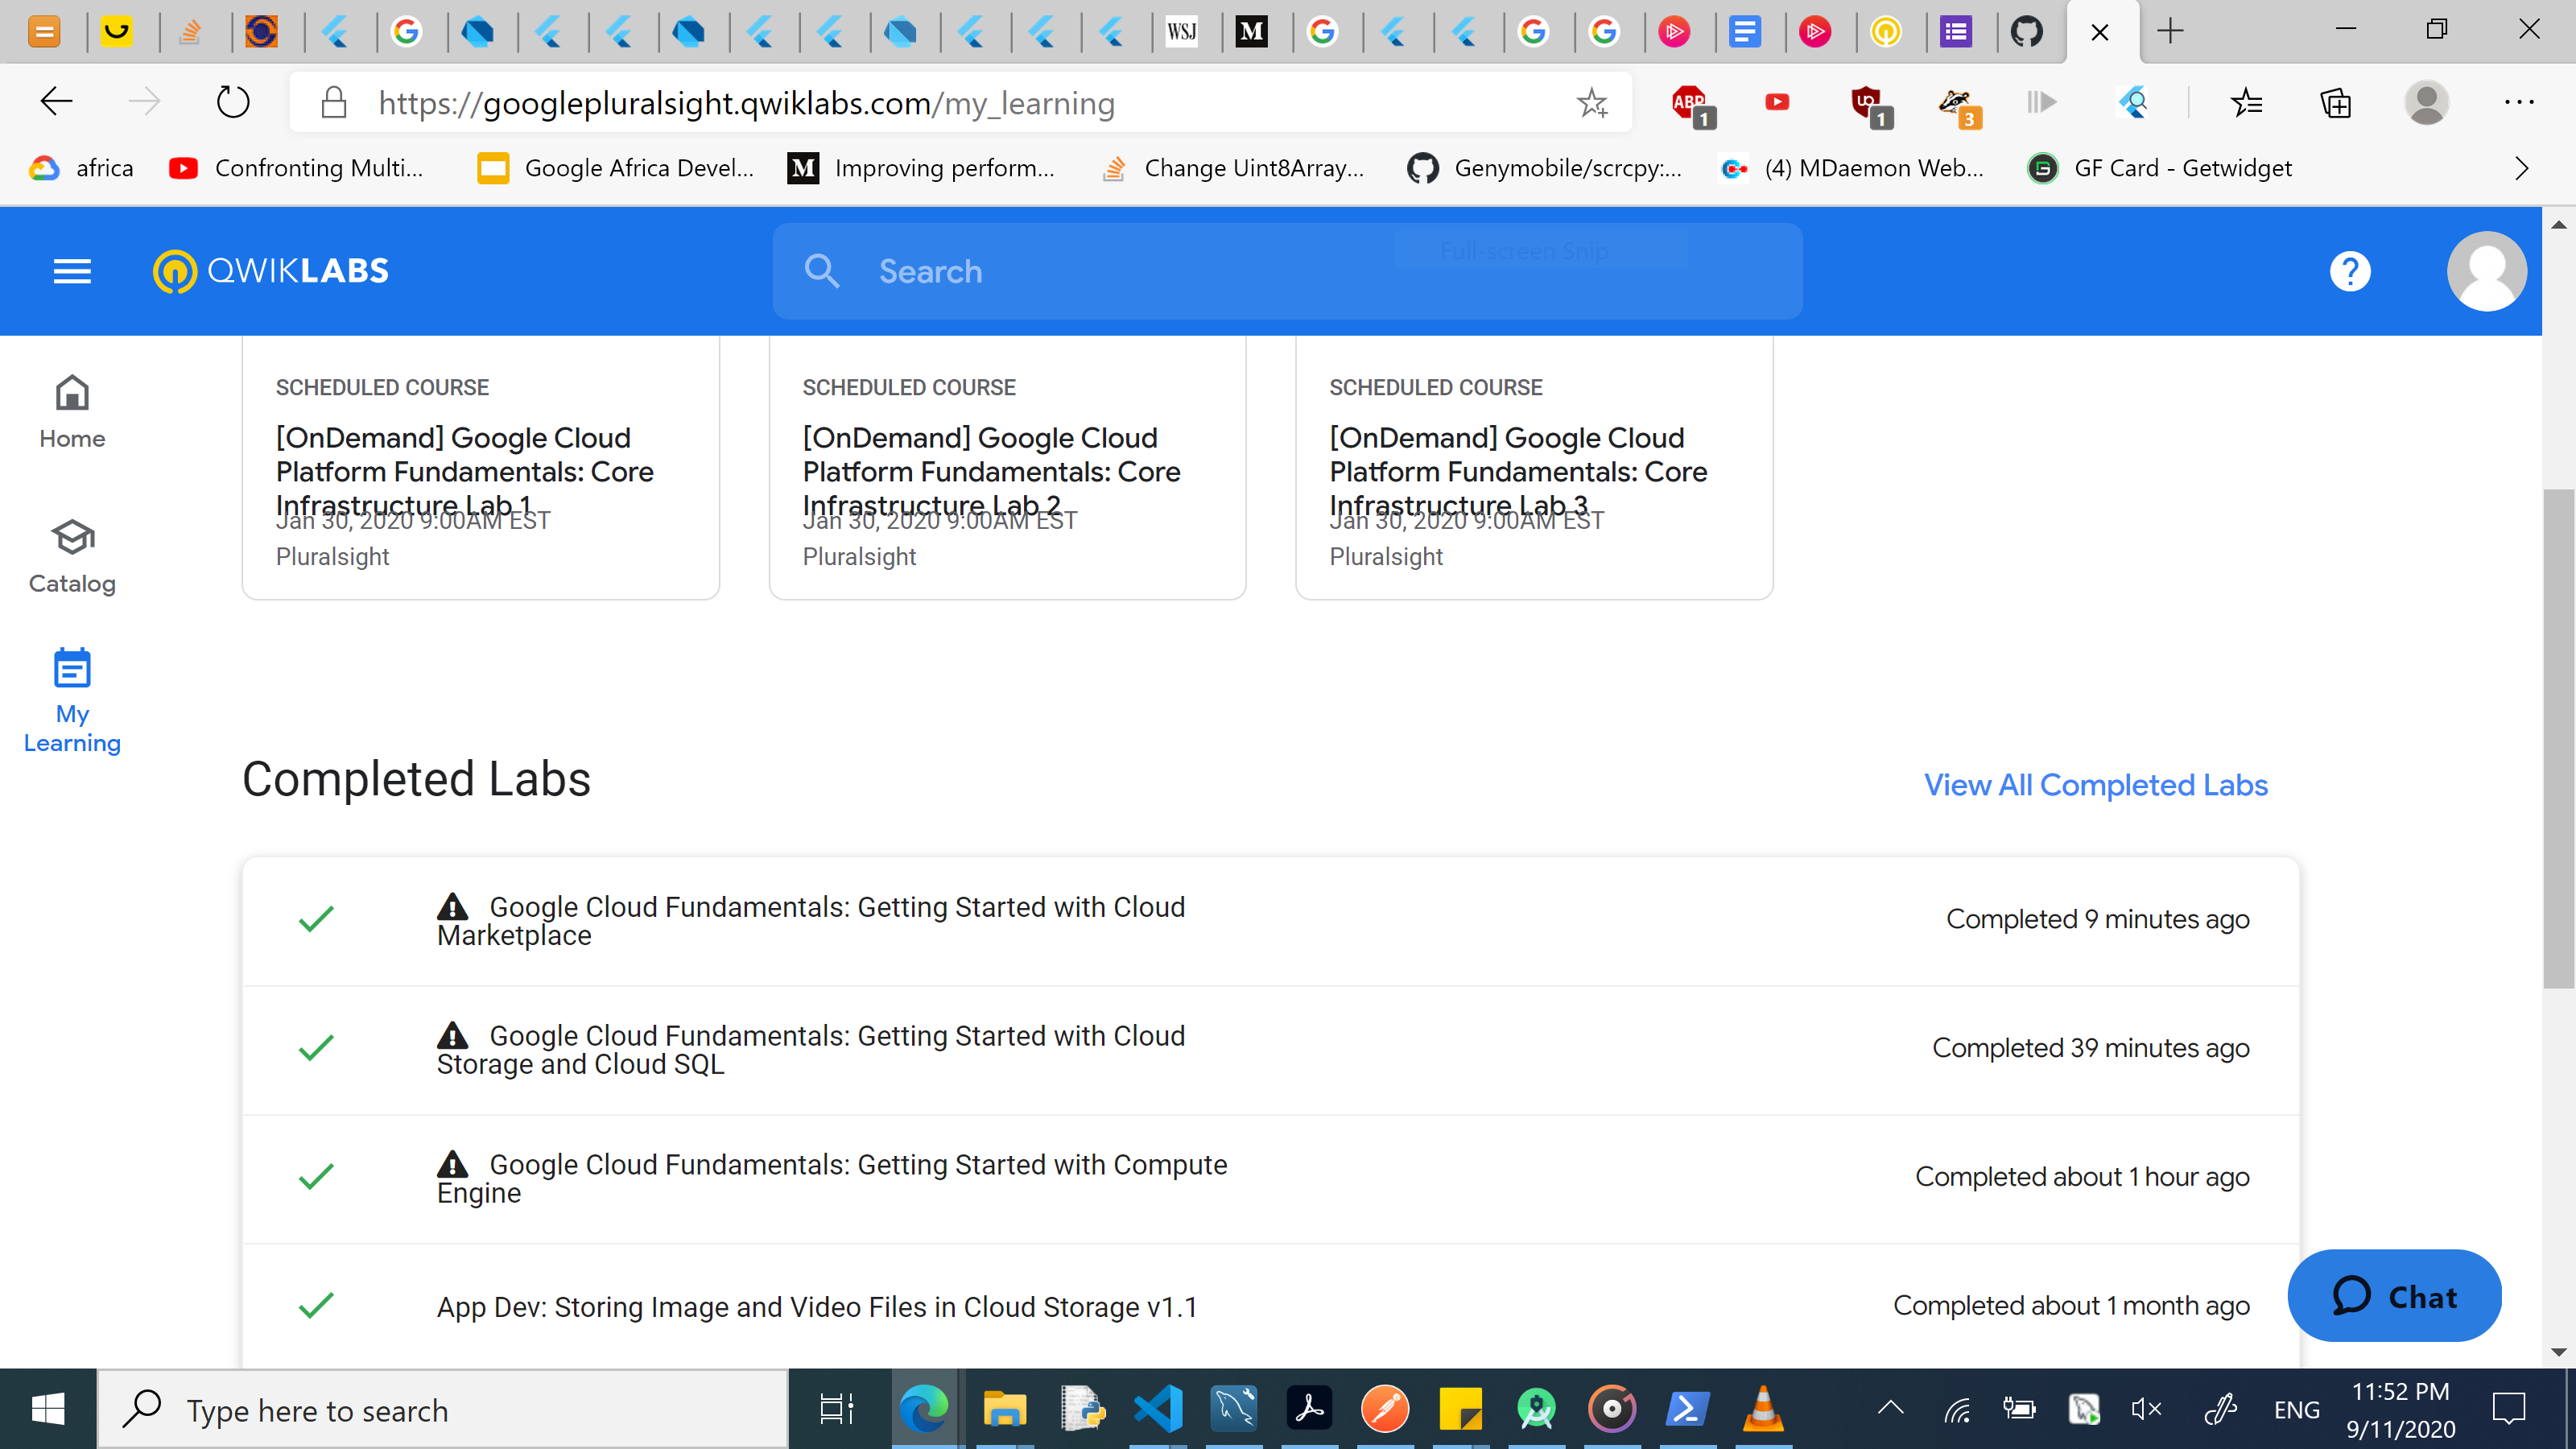 WSJ M
https://googlepluralsight.qwiklabs.com/my_learning
ABP 1 UO 1 3
africa Confronting Multi... Google Africa Devel... M Improving perform... Change Uint8Array... Genymobile/scrcpy:... (4) MDaemon Web... GF Card - Getwidget
QWIKLABS Search ?
Full-screen Snip
SCHEDULED COURSE
[OnDemand] Google Cloud
Platform Fundamentals: Core
Infrastructure Lab 1
Jan 30, 2020 9:00AM EST
Pluralsight
SCHEDULED COURSE
[OnDemand] Google Cloud
Platform Fundamentals: Core
Infrastructure Lab 2
Jan 30, 2020 9:00AM EST
Pluralsight
SCHEDULED COURSE
[OnDemand] Google Cloud
Platform Fundamentals: Core
Infrastructure Lab 3
Jan 30, 2020 9:00AM EST
Pluralsight
Home
Catalog
My
Learning
Completed Labs View All Completed Labs
Google Cloud Fundamentals: Getting Started with Cloud
Marketplace
Completed 9 minutes ago
Google Cloud Fundamentals: Getting Started with Cloud
Storage and Cloud SQL
Completed 39 minutes ago
Google Cloud Fundamentals: Getting Started with Compute
Engine
Completed about 1 hour ago
App Dev: Storing Image and Video Files in Cloud Storage v1.1
Completed about 1 month ago
Chat
Type here to search
ENG
11:52 PM
9/11/2020